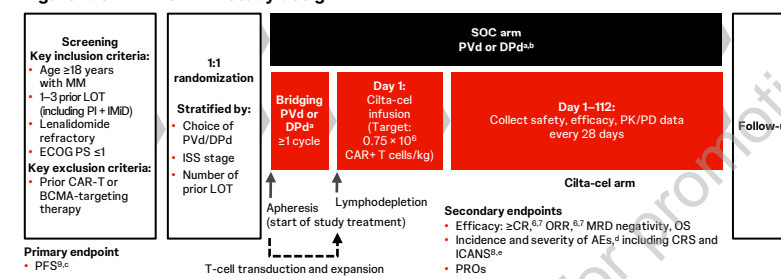 Screening
Key inclusion criteria:
• Age ≥18 years
with MM
• 1–3 prior LOT
(including PI + IMiD)
• Lenalidomide
refractory
• ECOG PS ≤1
Key exclusion criteria:
• Prior CAR-T or
BCMA-targeting
therapy
Primary endpoint
• PFS9,c
1:1
randomization
Stratified by:
• Choice of
PVd/DPd
• ISS stage
• Number of
prior LOT
SOC arm
PVd or DPda,b
Bridging
PVd or
DPda
≥1 cycle
Day 1:
Cilta-cel
infusion
(Target:
0.75 × 10⁶
CAR+ T cells/kg)
Day 1–112:
Collect safety, efficacy, PK/PD data
every 28 days
Cilta-cel arm
Apheresis
(start of study treatment)
Lymphodepletion
T-cell transduction and expansion
Secondary endpoints
• Efficacy: ≥CR,6,7 ORR,6,7 MRD negativity, OS
• Incidence and severity of AEs,d including CRS and
ICANS8,e
• PROs
for promotio